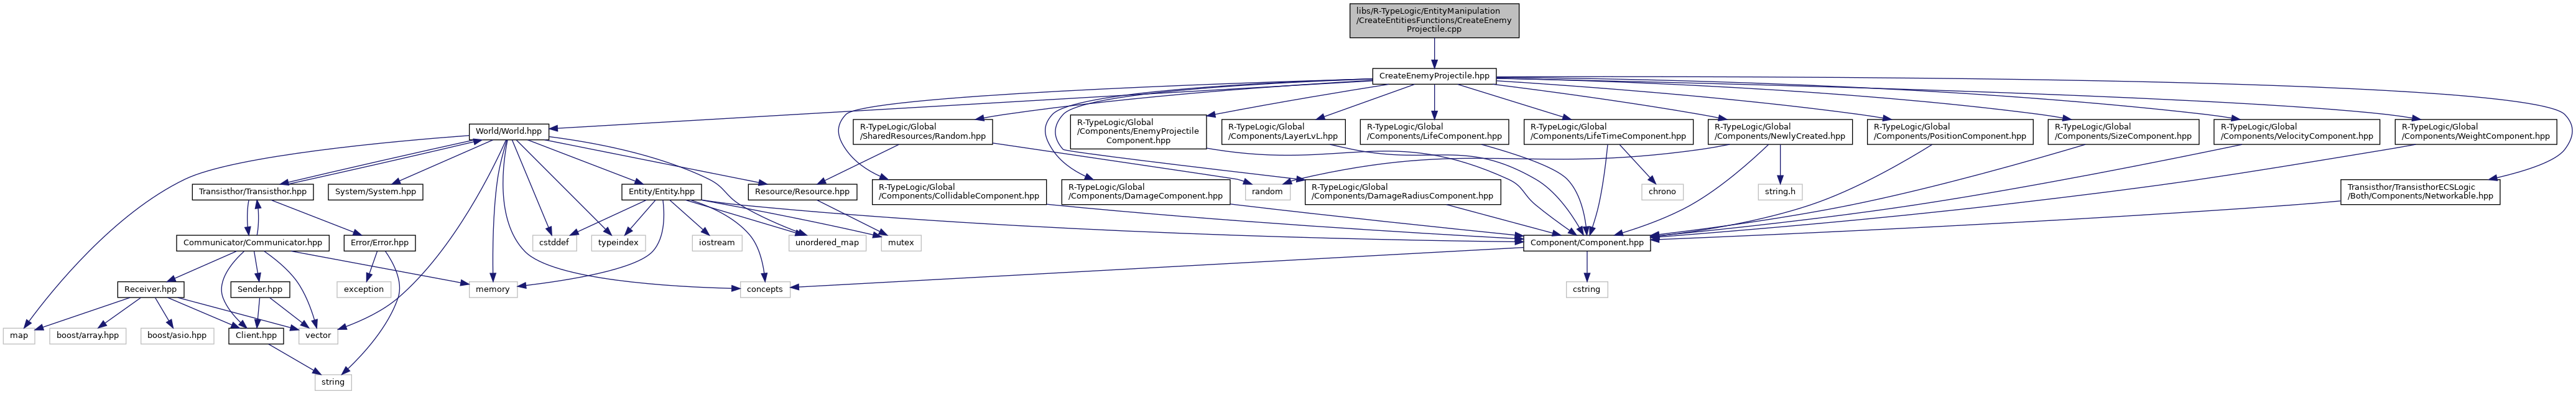 libs/R-TypeLogic/EntityManipulation
/CreateEntitiesFunctions/CreateEnemy
Projectile.cpp
CreateEnemyProjectile.hpp
World/World.hpp
R-TypeLogic/Global
/SharedResources/Random.hpp
R-TypeLogic/Global
/Components/EnemyProjectile
Component.hpp
R-TypeLogic/Global
/Components/LayerLvL.hpp
R-TypeLogic/Global
/Components/LifeComponent.hpp
R-TypeLogic/Global
/Components/LifeTimeComponent.hpp
R-TypeLogic/Global
/Components/NewlyCreated.hpp
R-TypeLogic/Global
/Components/PositionComponent.hpp
R-TypeLogic/Global
/Components/SizeComponent.hpp
R-TypeLogic/Global
/Components/VelocityComponent.hpp
R-TypeLogic/Global
/Components/WeightComponent.hpp
Transisthor/Transisthor.hpp
System/System.hpp
Entity/Entity.hpp
Resource/Resource.hpp
R-TypeLogic/Global
/Components/CollidableComponent.hpp
R-TypeLogic/Global
/Components/DamageComponent.hpp
random
R-TypeLogic/Global
/Components/DamageRadiusComponent.hpp
chrono
string.h
Transisthor/TransisthorECSLogic
/Both/Components/Networkable.hpp
Communicator/Communicator.hpp
Error/Error.hpp
cstddef
typeindex
iostream
unordered_map
mutex
Component/Component.hpp
Receiver.hpp
Sender.hpp
exception
memory
concepts
cstring
map
boost/array.hpp
boost/asio.hpp
Client.hpp
vector
string